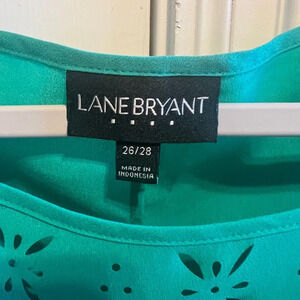 LANE BRYANT
26/28
MADE IN
INDONESIA